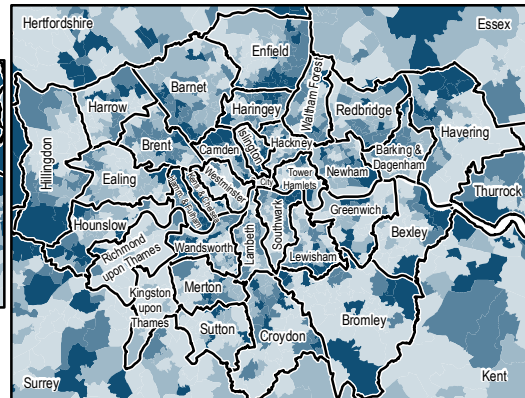 Hertfordshire
Essex
Enfield
Barnet
Waltham Forest
Harrow
Haringey
Redbridge
Havering
Islington
Hackney
Hillingdon
Brent
Camden
Barking &
Dagenham
Ealing
Westminster
City
Tower
Hamlets
Newham
Thurrock
Hounslow
Southwark
Greenwich
Bexley
Richmond
upon Thames
Wandsworth
Lambeth
Lewisham
Kingston
upon
Thames
Merton
Sutton
Croydon
Bromley
Surrey
Kent